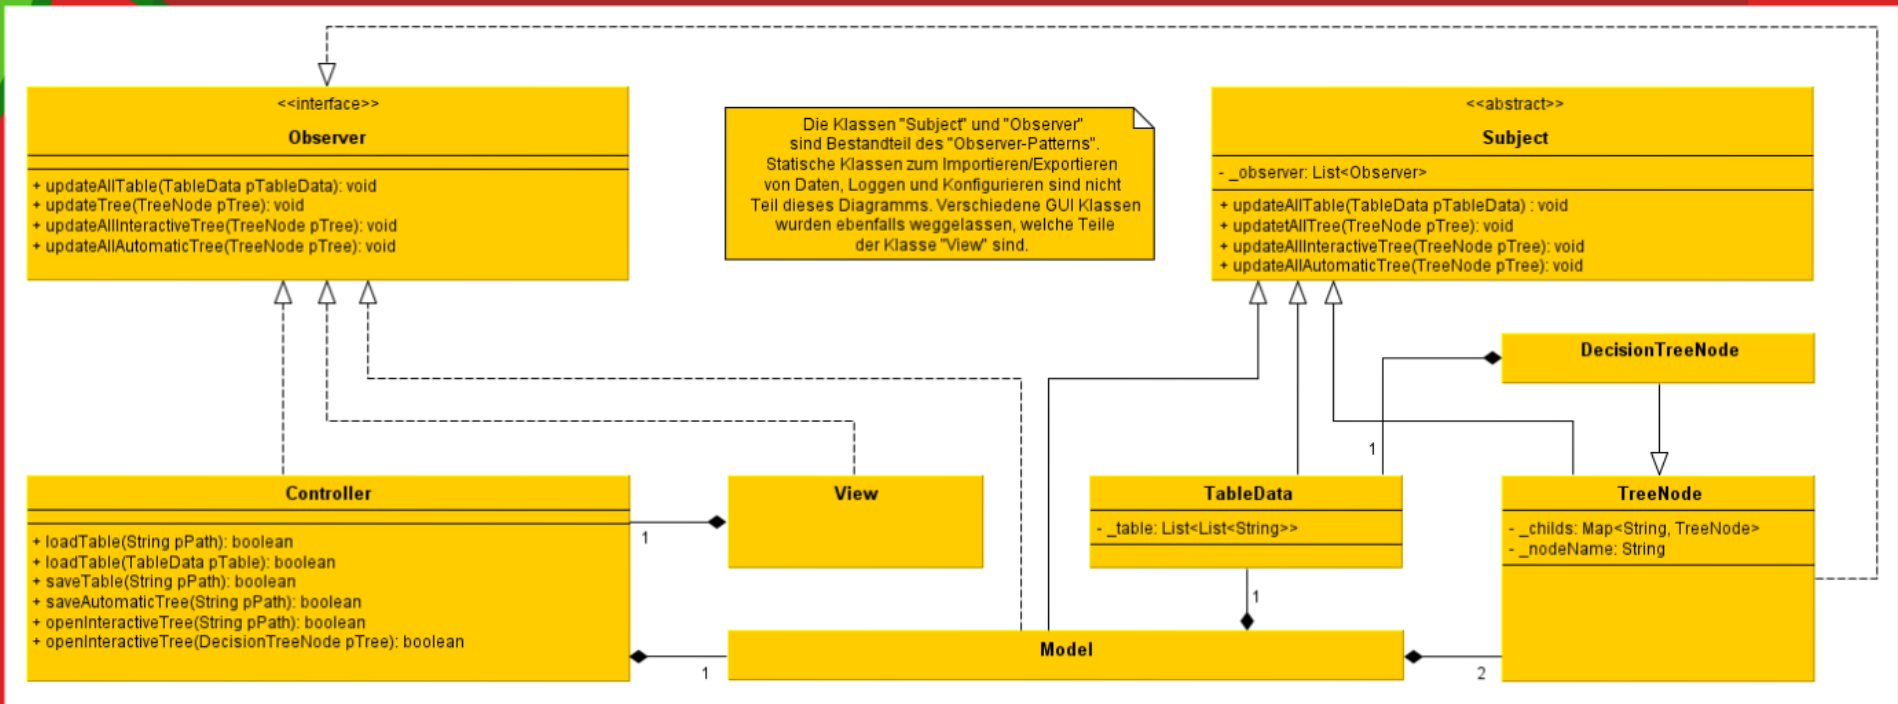 <<interface>>
Observer
+ updateAllTable(TableData pTableData): void
+ updateTree(TreeNode pTree): void
+ updateAllInteractiveTree(TreeNode pTree): void
+ updateAllAutomaticTree(TreeNode pTree): void
Die Klassen "Subject" und "Observer"
sind Bestandteil des "Observer-Patterns".
Statische Klassen zum Importieren/Exportieren
von Daten, Loggen und Konfigurieren sind nicht
Teil dieses Diagramms. Verschiedene GUI Klassen
wurden ebenfalls weggelassen, welche Teile
der Klasse "View" sind.
<<abstract>>
Subject
- _observer: List<Observer>
+ updateAllTable(TableData pTableData) : void
+ updatetAllTree(TreeNode pTree): void
+ updateAllInteractiveTree(TreeNode pTree): void
+ updateAllAutomaticTree(TreeNode pTree): void
DecisionTreeNode
1
Controller
+ loadTable(String pPath): boolean
+ loadTable(TableData pTable): boolean
+ saveTable(String pPath): boolean
+ saveAutomaticTree(String pPath): boolean
+ openInteractiveTree(String pPath): boolean
+ openInteractiveTree(DecisionTreeNode pTree): boolean
1
View
TableData
- _table: List<List<String>>
1
TreeNode
- _childs: Map<String, TreeNode>
- _nodeName: String
1
Model
2